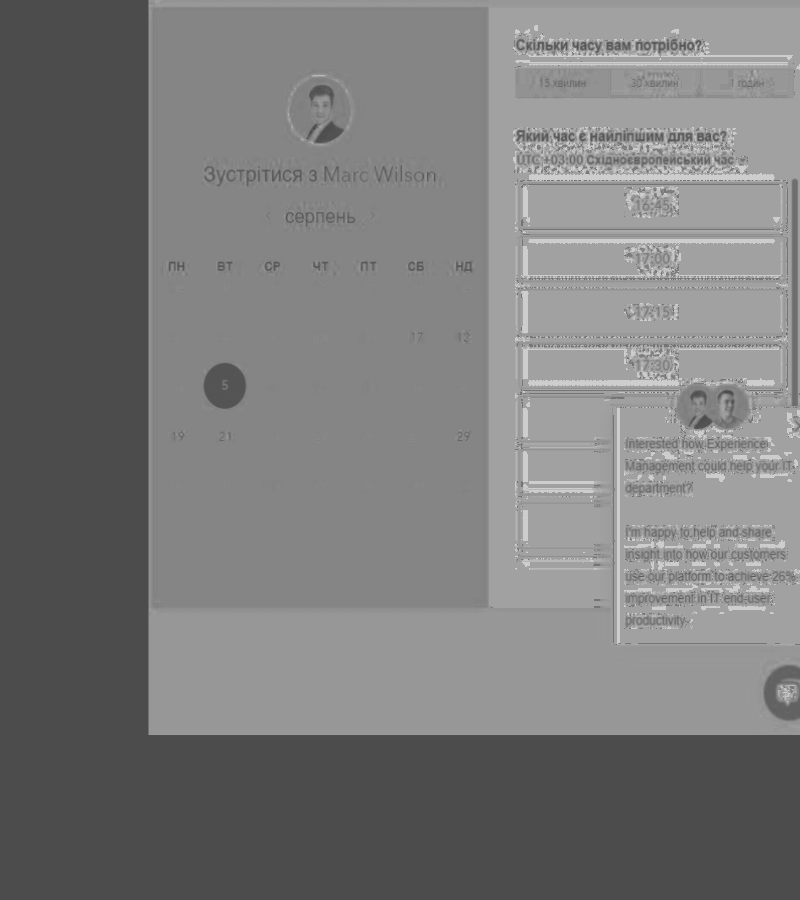 Зустрітися з Marc Wilson.
серпень
ПН ВТ СР ЧТ ПТ СБ НД
17 12
5
19 21 29
Скільки часу вам потрібно?
15 хвилин 30 хвилин 1 годин
Який час є найліпшим для вас?
UTC +03:00 Східноєвропейський час
16:45
17:00
17:15
17:30
Interested how Experience
Management could help your IT
department?
I'm happy to help and share
insight into how our customers
use our platform to achieve 26%
improvement in IT end-user
productivity.